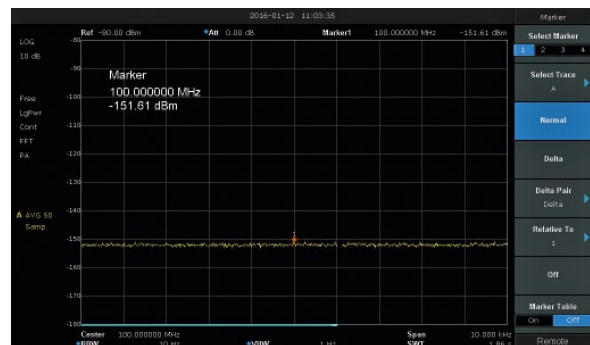 2016-01-12 11:03:35
Marker
LOG
Ref -80.00 dBm
Att 0.00 dB
Marker1 100.000000 MHz -151.61 dBm
Select Marker
1 2 3 4
10 dB
-80
-90
Marker
100.000000 MHz
-151.61 dBm
Select Trace
A
Free
-100
LgPwr
-110
Normal
Cont
FFT
-120
PA
Delta
-130
Delta Pair
Delta
-140
A AVG 50
Samp
Relative To
1
1
-150
-160
Off
-170
Marker Table
On Off
-180
Center 100.000000 MHz
Span 10.000 kHz
Remote